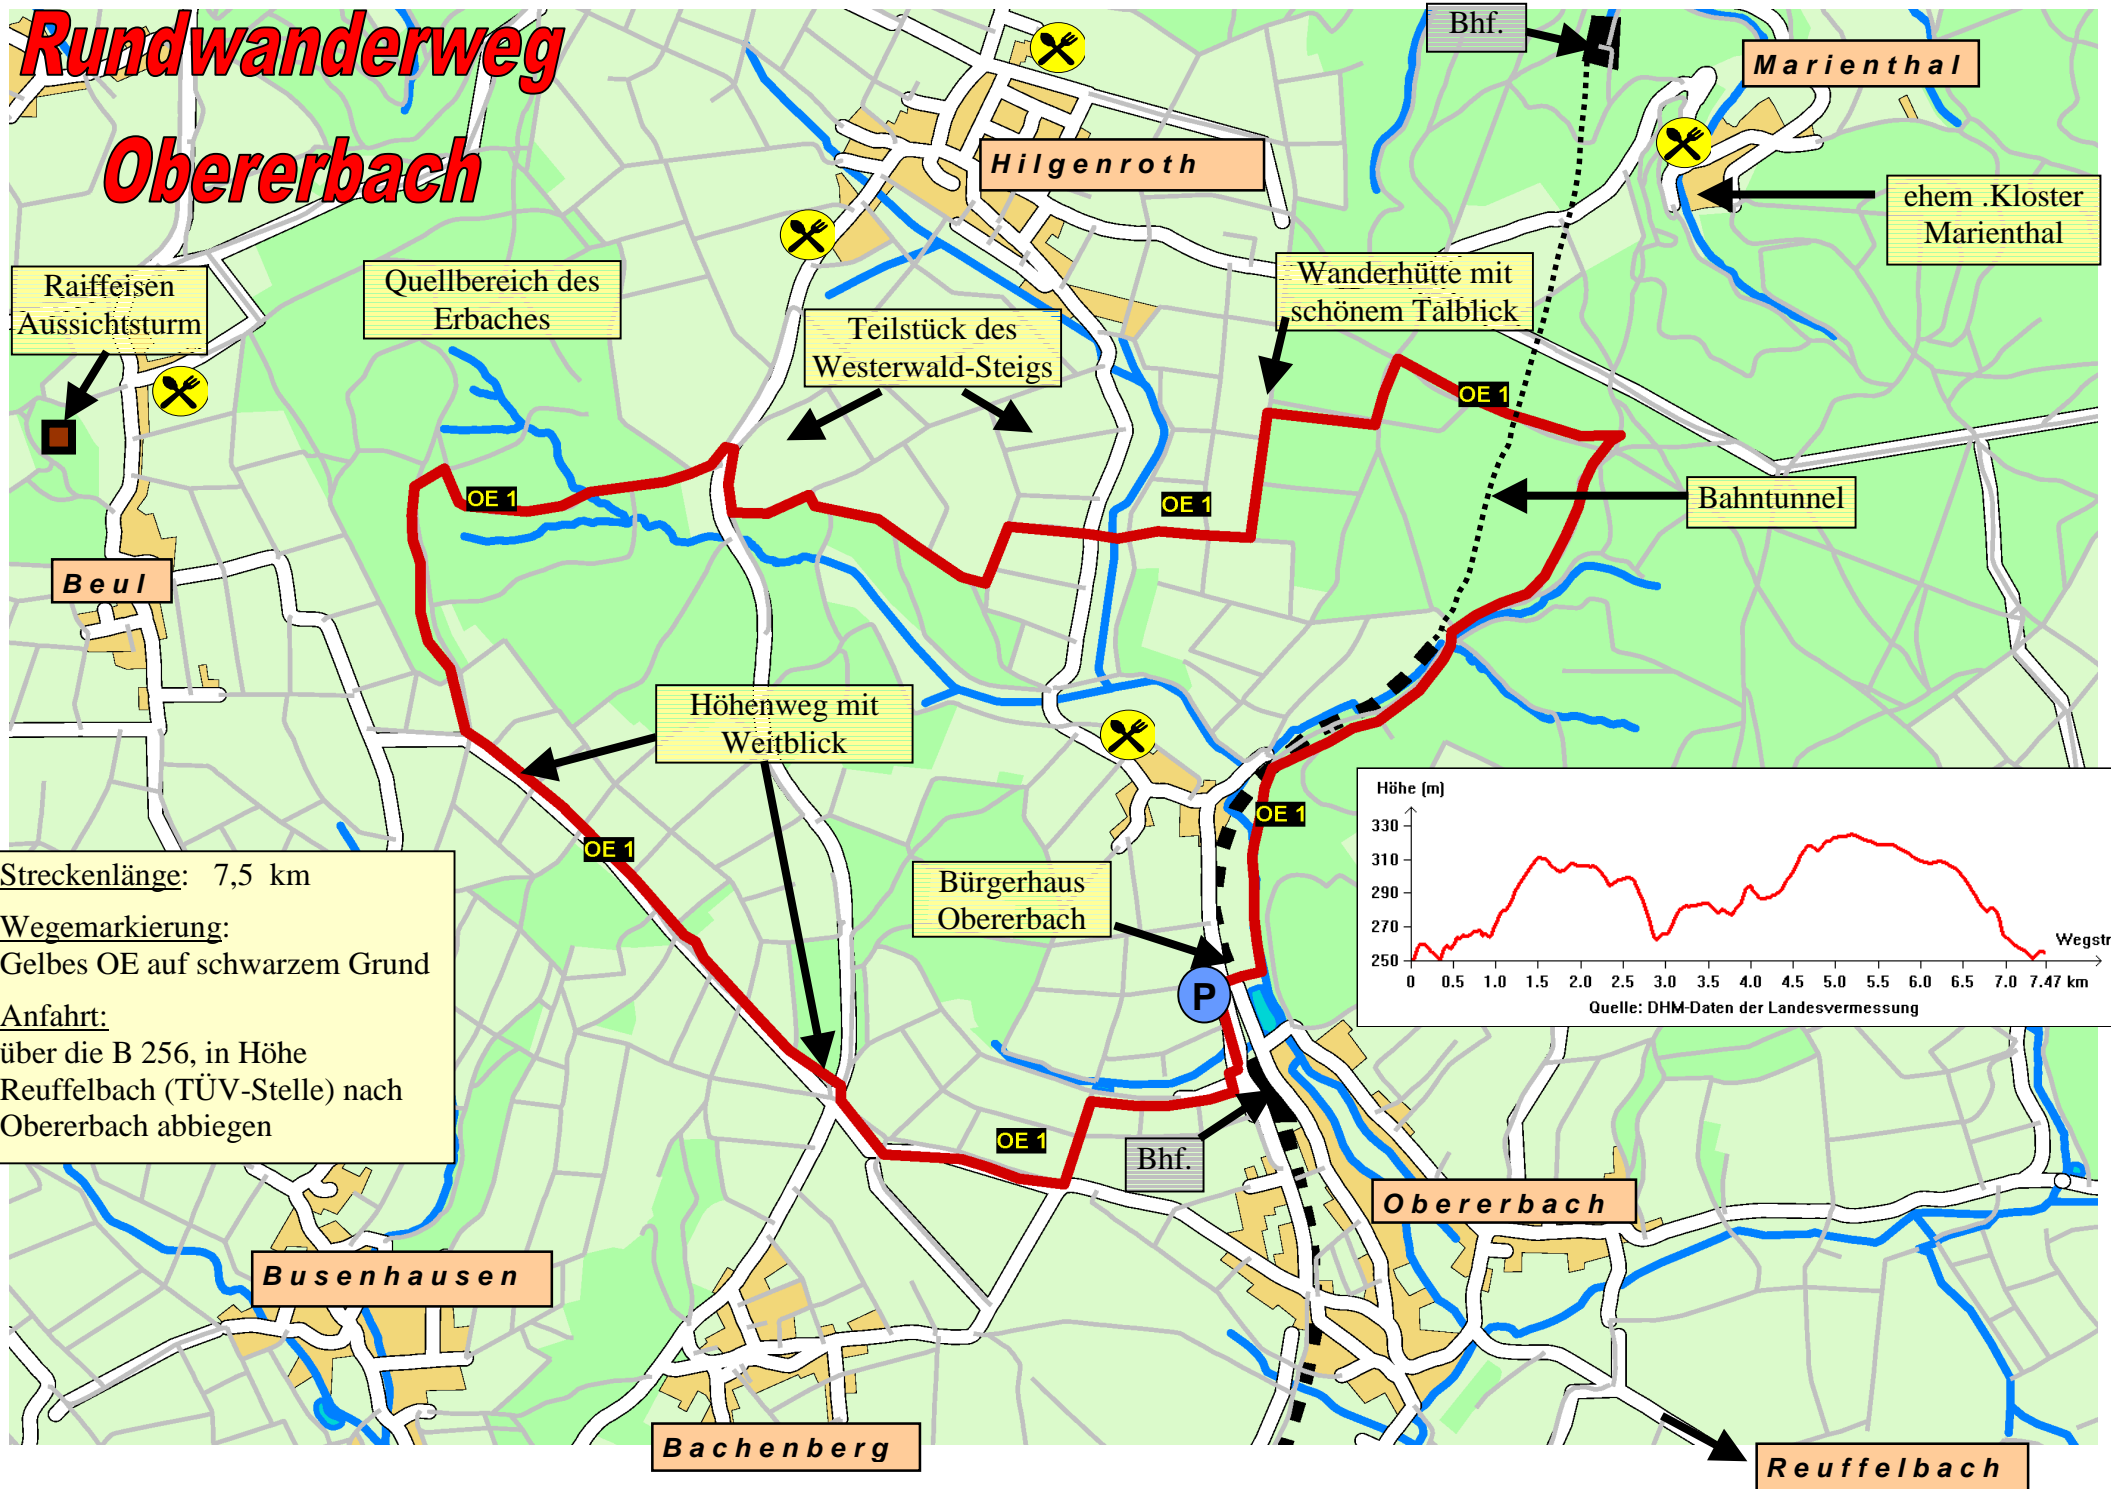 Rundwanderweg
Obererbach
Bhf.
Marienthal
Hilgenroth
ehem .Kloster
Marienthal
Raiffeisen
Aussichtsturm
Quellbereich des
Erbaches
Wanderhütte mit
schönem Talblick
Teilstück des
Westerwald-Steigs
OE 1
OE 1
OE 1
Bahntunnel
Beul
Höhenweg mit
Weitblick
OE 1
OE 1
Höhe (m)
330
310
290
270
250
Wegstr
0 0.5 1.0 1.5 2.0 2.5 3.0 3.5 4.0 4.5 5.0 5.5 6.0 6.5 7.0 7.47 km
Quelle: DHM-Daten der Landesvermessung
Streckenlänge: 7,5 km
Wegemarkierung:
Gelbes OE auf schwarzem Grund
Anfahrt:
über die B 256, in Höhe
Reuffelbach (TÜV-Stelle) nach
Obererbach abbiegen
Bürgerhaus
Obererbach
P
OE 1
Bhf.
Obererbach
Busenhausen
Bachenberg
Reuffelbach